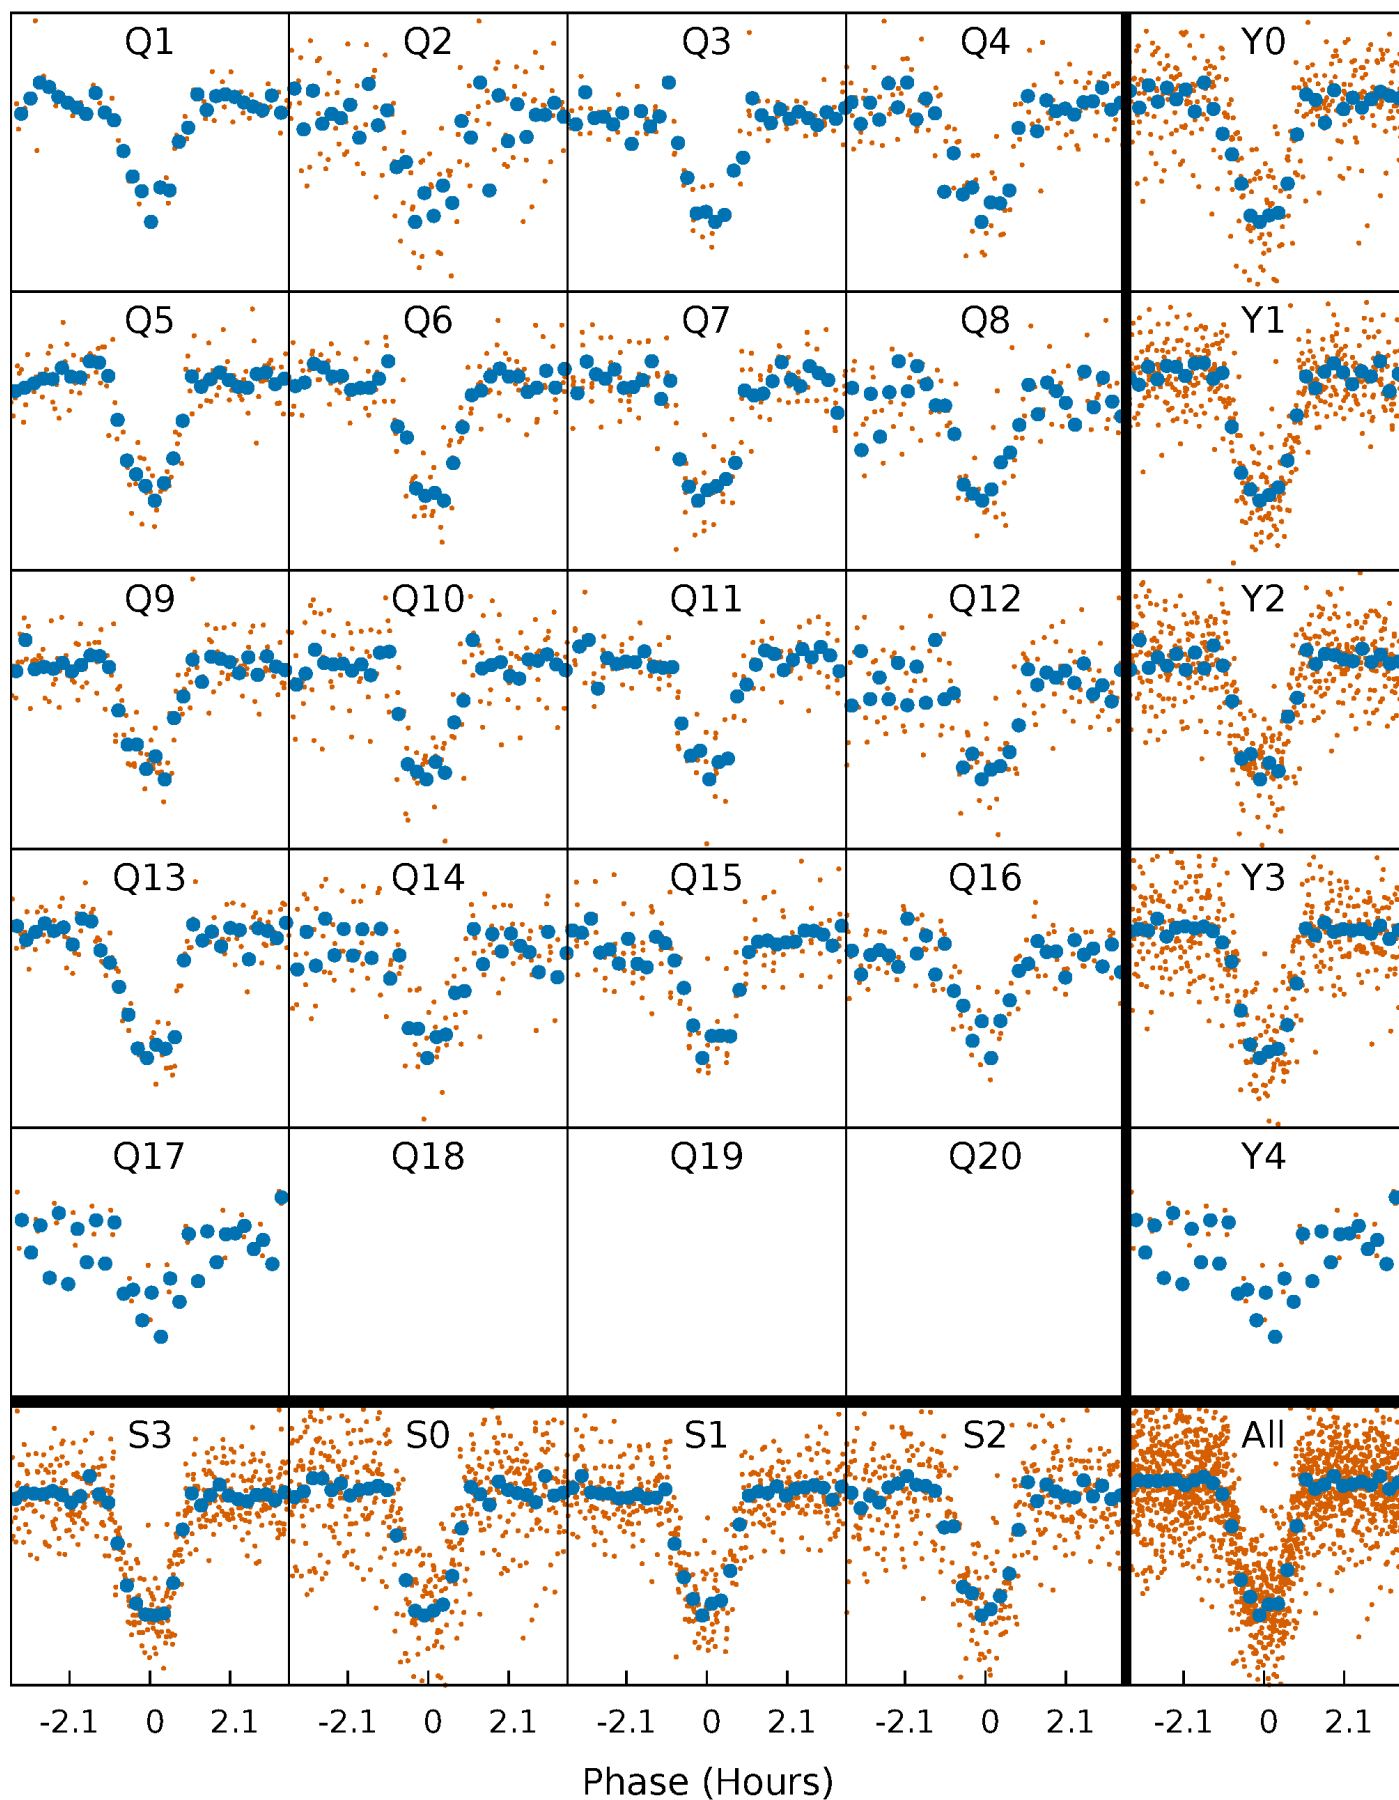 Q1 Q2 Q3 Q4 Y0
Q5 Q6 Q7 Q8 Y1
Q9 Q10 Q11 Q12 Y2
Q13 Q14 Q15 Q16 Y3
Q17 Q18 Q19 Q20 Y4
S3 S0 S1 S2 All
-2.1 0 2.1 -2.1 0 2.1 -2.1 0 2.1 -2.1 0 2.1 -2.1 0 2.1
Phase (Hours)